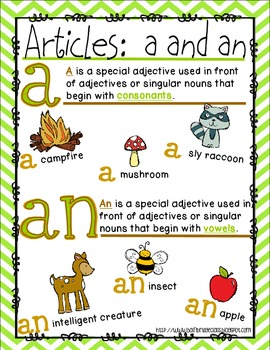 Articles: a and an
a
A is a special adjective used in front
of adjectives or singular nouns that
begin with consonants.
a campfire
a mushroom
a sly raccoon
an
An is a special adjective used in
front of adjectives or singular
nouns that begin with vowels.
an insect
an intelligent creature
an apple